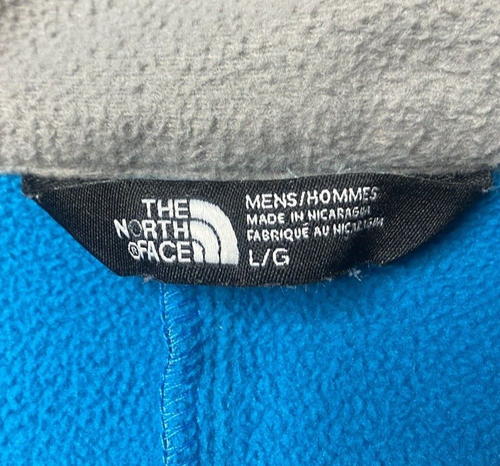 THE
NORTH
FACE
®
MENS/HOMMES
MADE IN NICARAGUA
FABRIQUÉ AU NICARAGUA
L/G